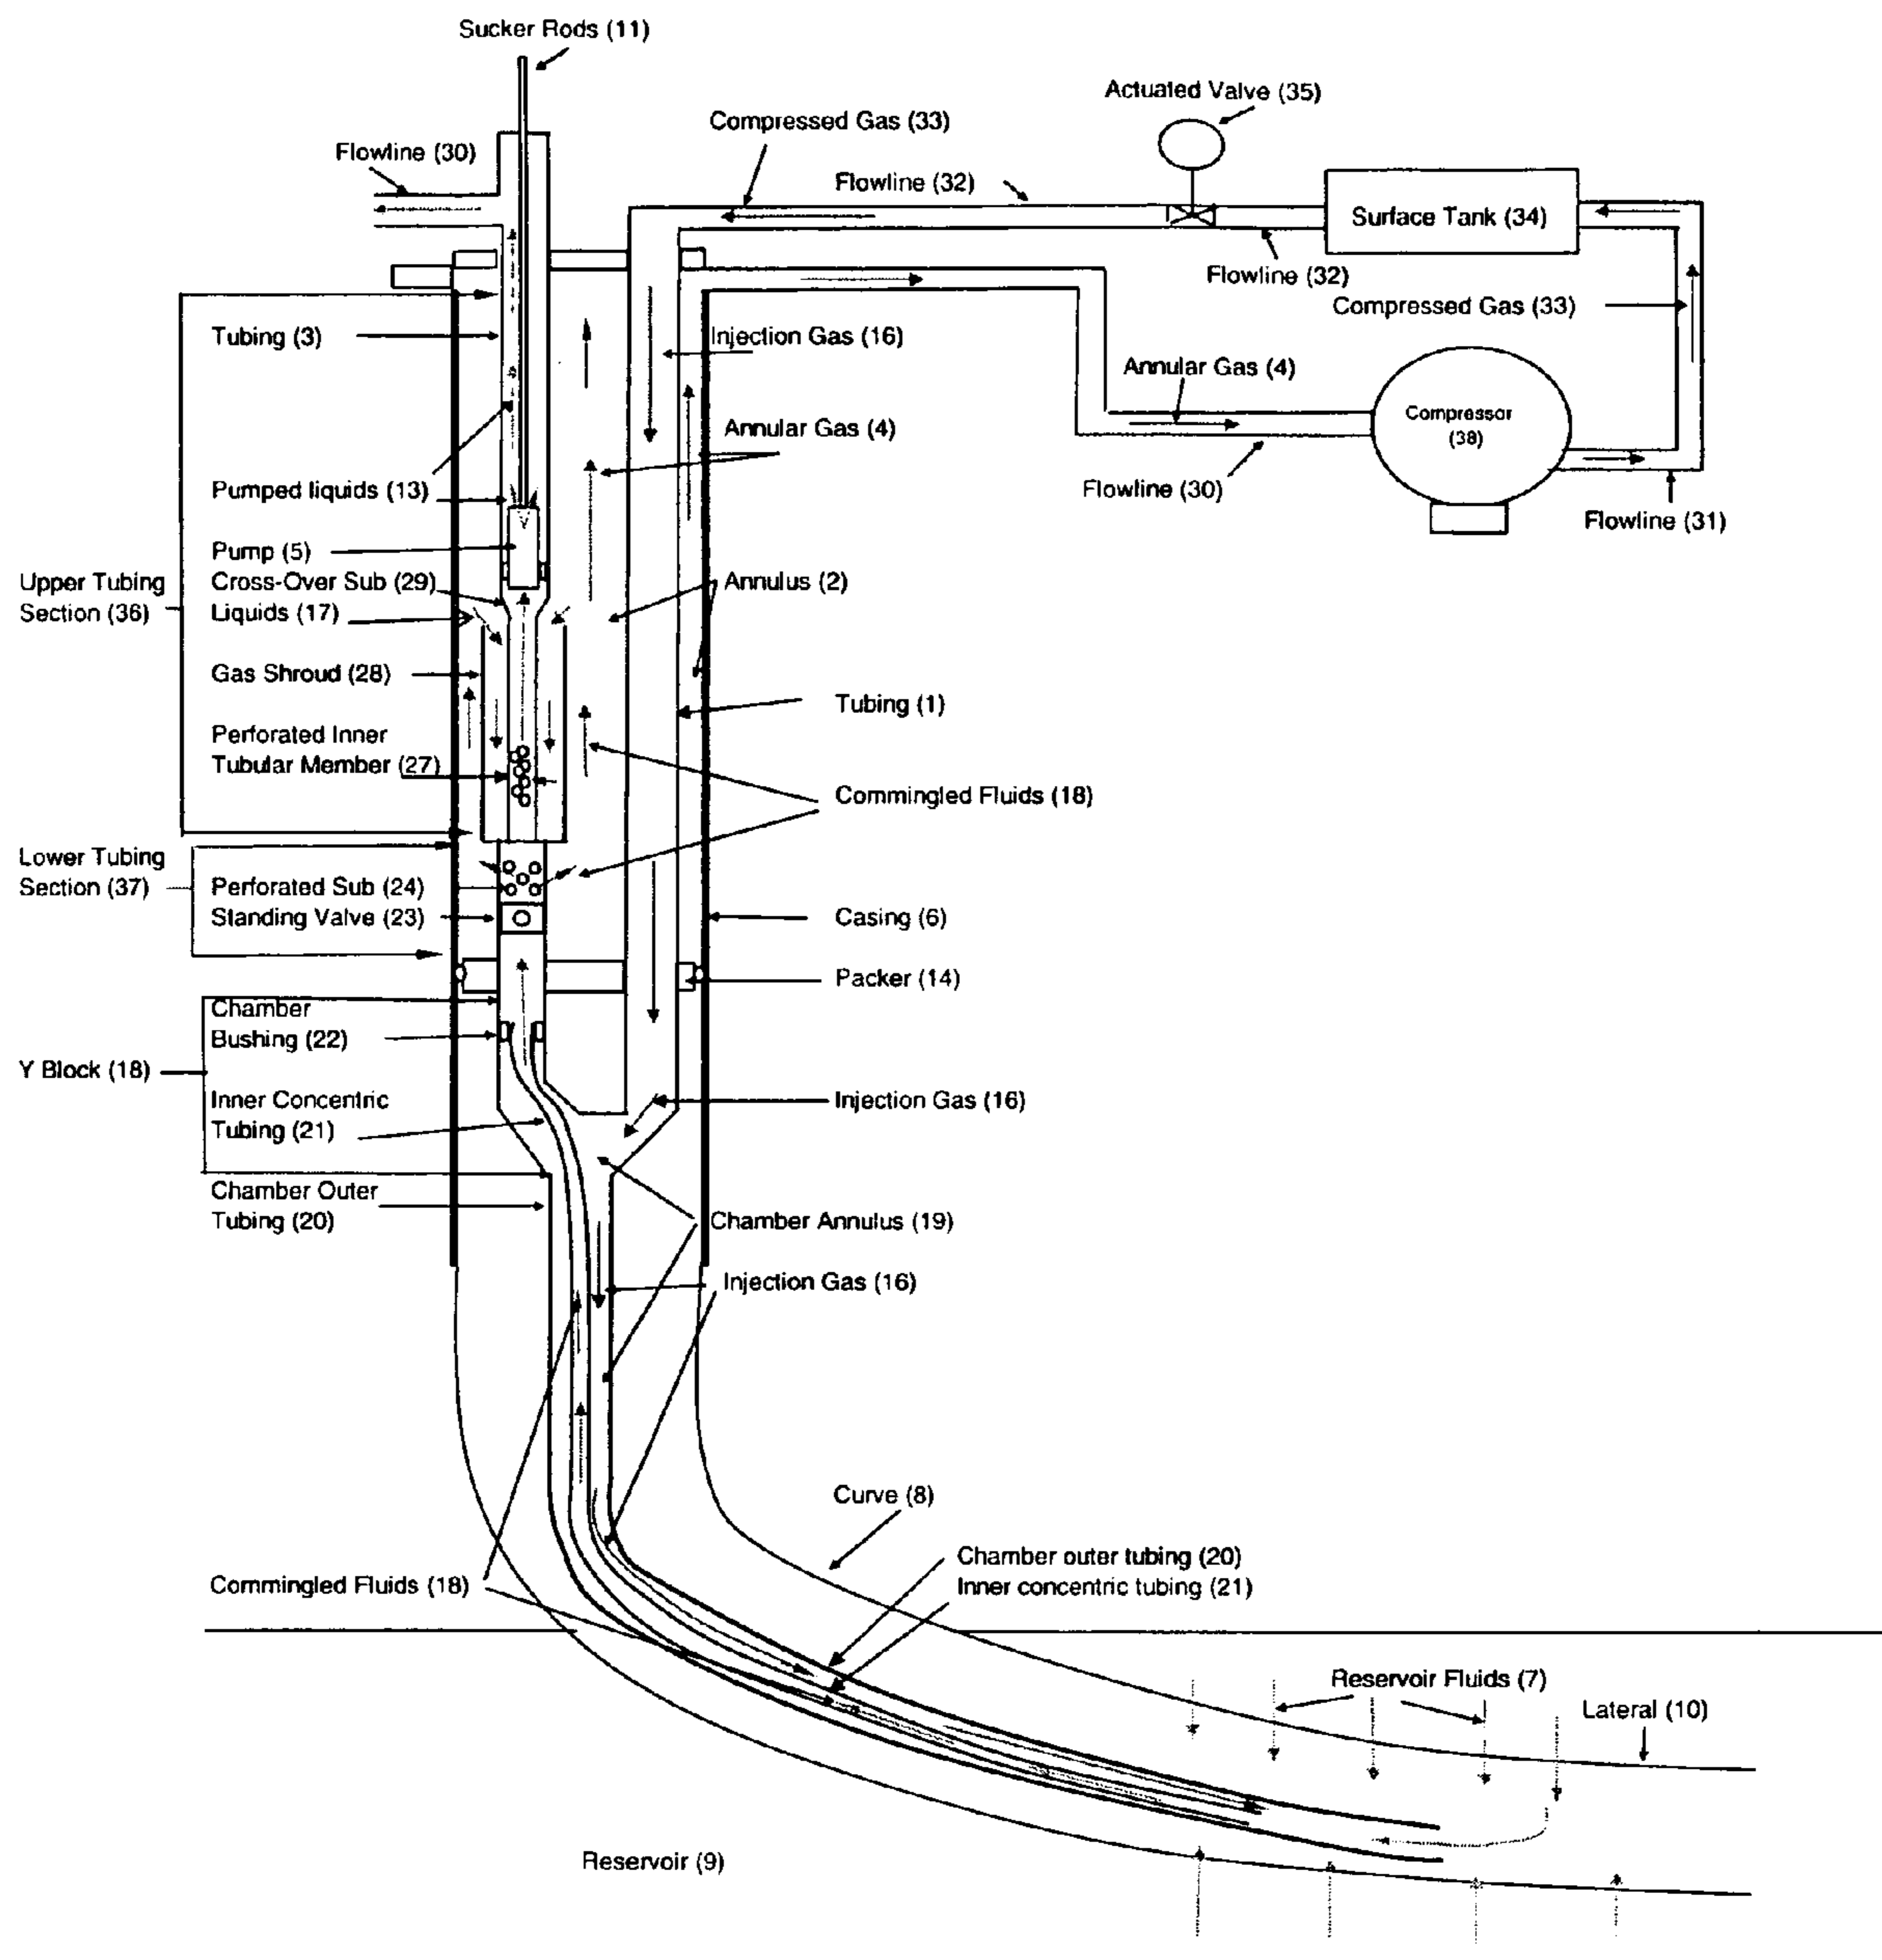 Sucker Rods (11)
Actuated Valve (35)
Compressed Gas (33)
Flowline (30)
Flowline (32)
Surface Tank (34)
Flowline (32)
Compressed Gas (33)
Tubing (3)
Injection Gas (16)
Annular Gas (4)
Compressor
(38)
Annular Gas (4)
Pumped liquids (13)
Flowline (30)
Flowline (31)
Pump (5)
Upper Tubing
Section (36)
Cross-Over Sub (29)
Annulus (2)
Liquids (17)
Gas Shroud (28)
Tubing (1)
Perforated Inner
Tubular Member (27)
Commingled Fluids (18)
Lower Tubing
Section (37)
Perforated Sub (24)
Standing Valve (23)
Casing (6)
Packer (14)
Chamber
Bushing (22)
Y Block (18)
Inner Concentric
Tubing (21)
Injection Gas (16)
Chamber Outer
Tubing (20)
Chamber Annulus (19)
Injection Gas (16)
Curve (8)
Chamber outer tubing (20)
Inner concentric tubing (21)
Commingled Fluids (18)
Reservoir Fluids (7)
Lateral (10)
Reservoir (9)